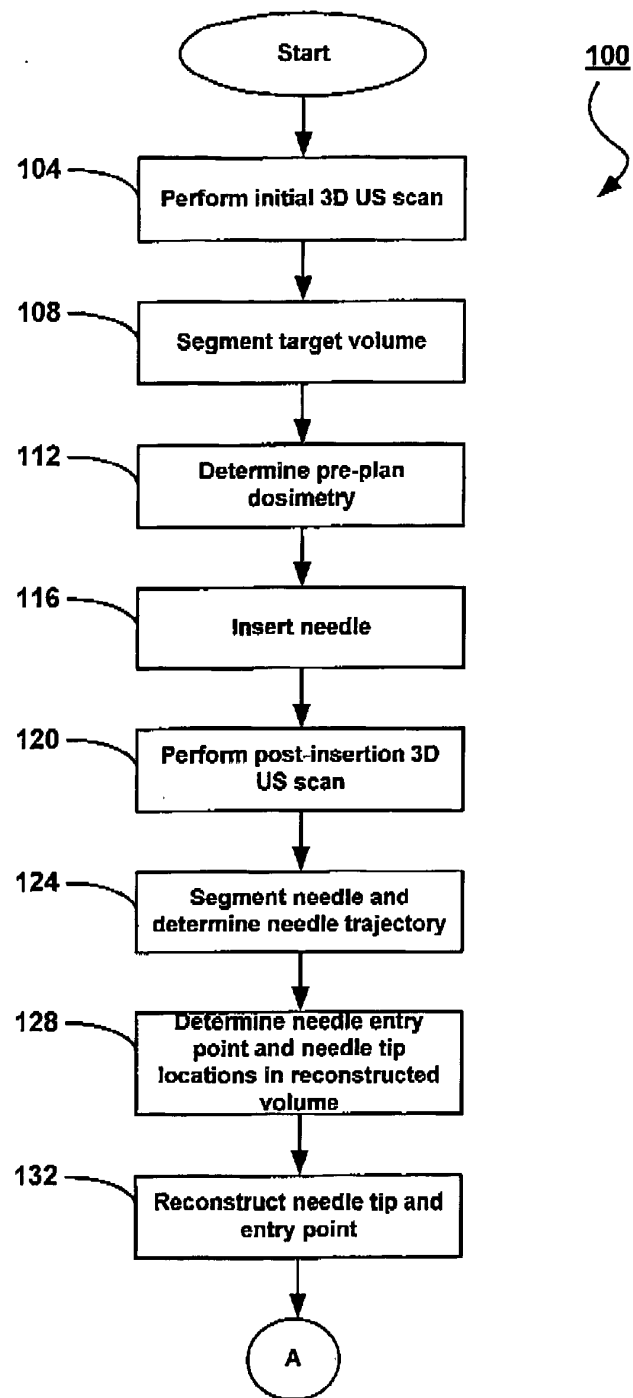 Start
100
104
Perform initial 3D US scan
108
Segment target volume
112
Determine pre-plan
dosimetry
116
Insert needle
120
Perform post-insertion 3D
US scan
124
Segment needle and
determine needle trajectory
128
Determine needle entry
point and needle tip
locations in reconstructed
volume
132
Reconstruct needle tip and
entry point
A